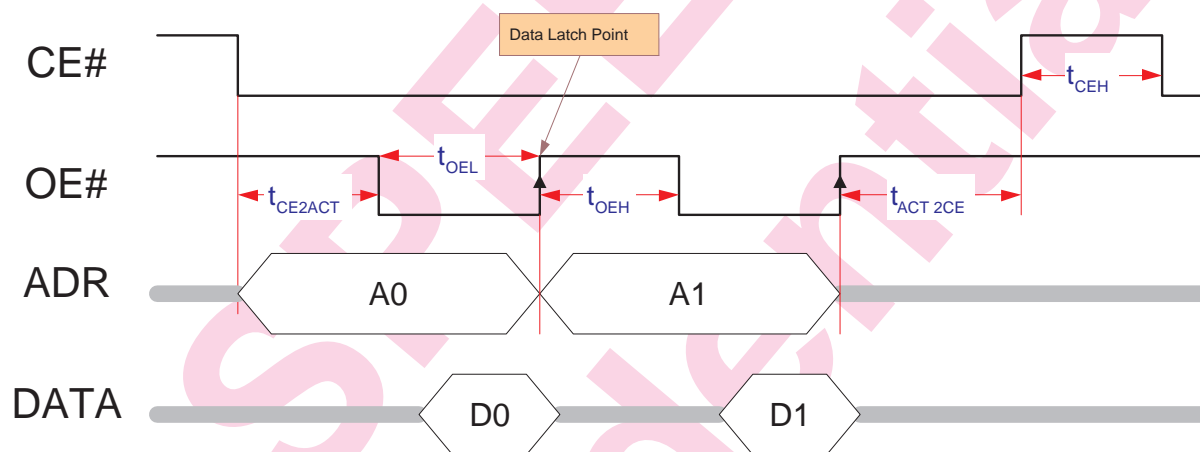 Data Latch Point
CE#
tCEH
OE#
tOEL
tCE2ACT
tOEH
tACT 2CE
ADR
A0
A1
DATA
D0
D1